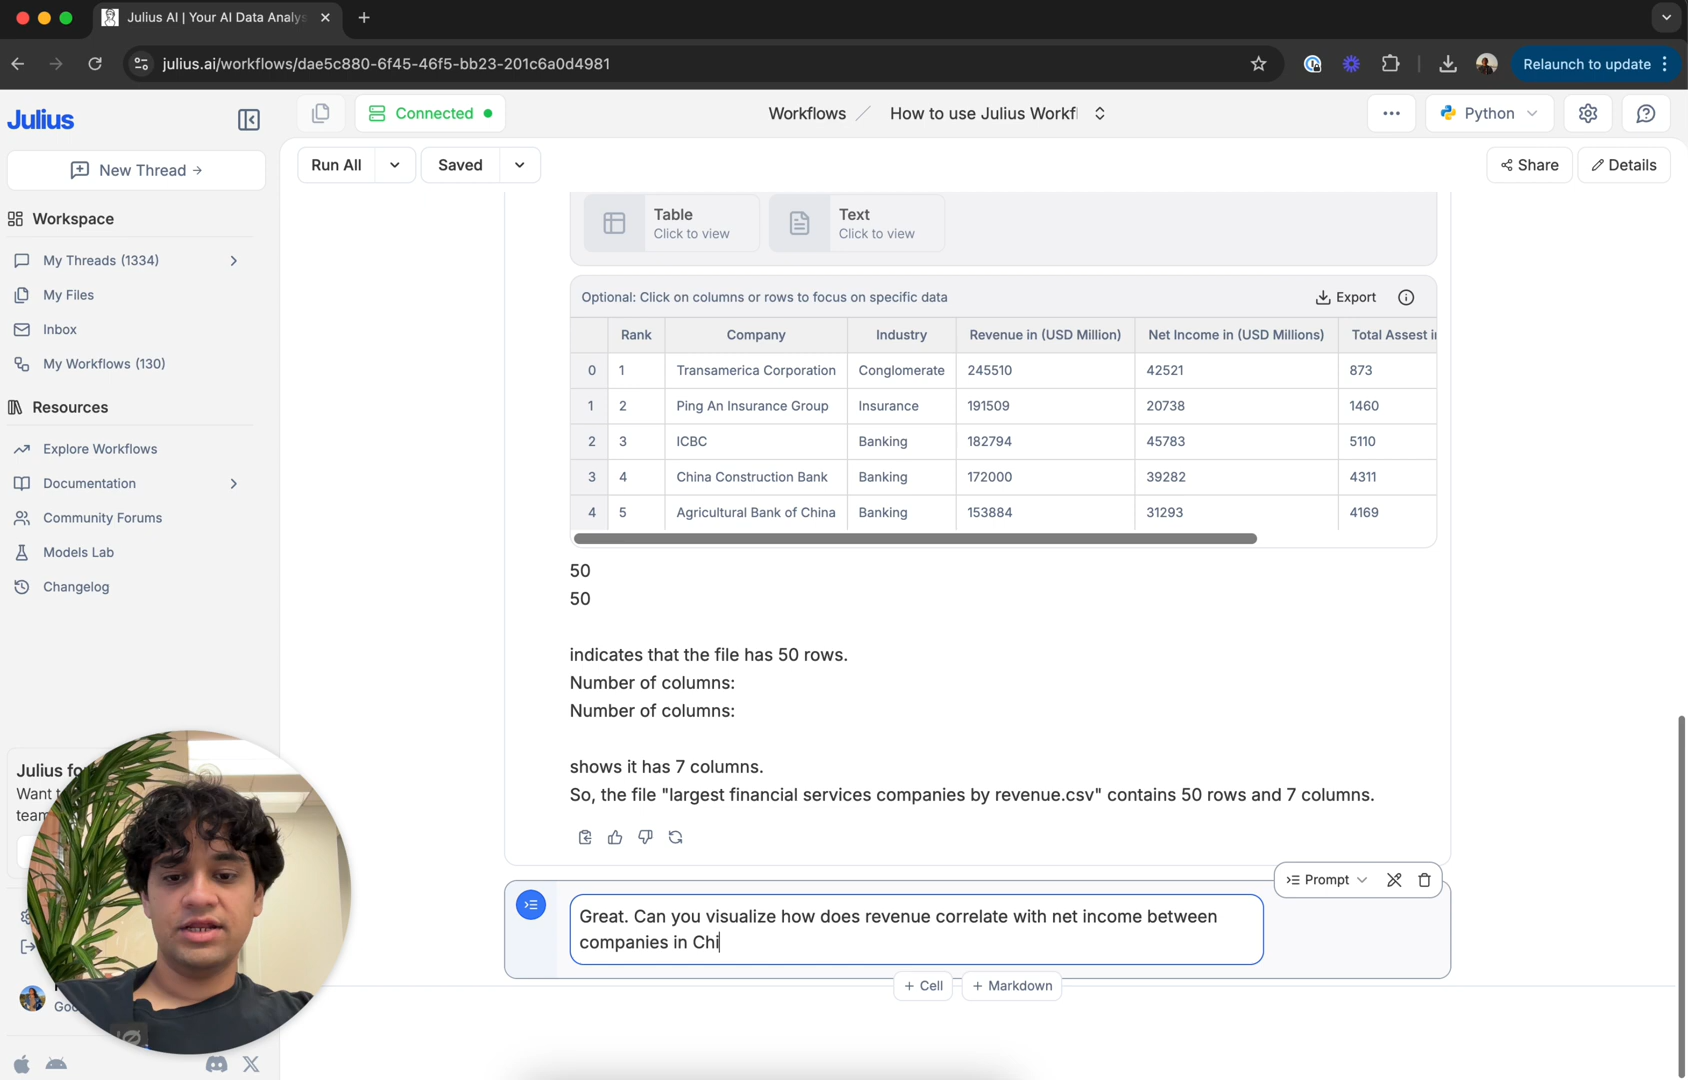 Julius AI | Your AI Data Analys
julius.ai/workflows/dae5c880-6f45-46f5-bb23-201c6a0d4981
Relaunch to update
Julius
Connected
Workflows
How to use Julius Workfl
Python
New Thread
Run All
Saved
Share
Details
Workspace
My Threads (1334)
My Files
Inbox
My Workflows (130)
Resources
Explore Workflows
Documentation
Community Forums
Models Lab
Changelog
Julius fo
Want t
team
Table
Click to view
Text
Click to view
Optional: Click on columns or rows to focus on specific data
Export
Rank Company Industry Revenue in (USD Million) Net Income in (USD Millions) Total Assest i
0 1 Transamerica Corporation Conglomerate 245510 42521 873
1 2 Ping An Insurance Group Insurance 191509 20738 1460
2 3 ICBC Banking 182794 45783 5110
3 4 China Construction Bank Banking 172000 39282 4311
4 5 Agricultural Bank of China Banking 153884 31293 4169
50
50
indicates that the file has 50 rows.
Number of columns:
Number of columns:
shows it has 7 columns.
So, the file "largest financial services companies by revenue.csv" contains 50 rows and 7 columns.
Prompt
Great. Can you visualize how does revenue correlate with net income between
companies in Chi
+ Cell
+ Markdown